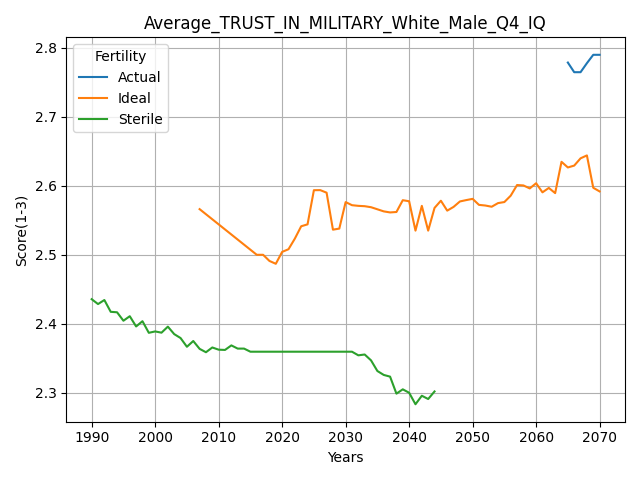 Average_TRUST_IN_MILITARY_White_Male_Q4_IQ
Fertility
Actual
Ideal
Sterile
Score(1-3)
2.8
2.7
2.6
2.5
2.4
2.3
1990 2000 2010 2020 2030 2040 2050 2060 2070
Years